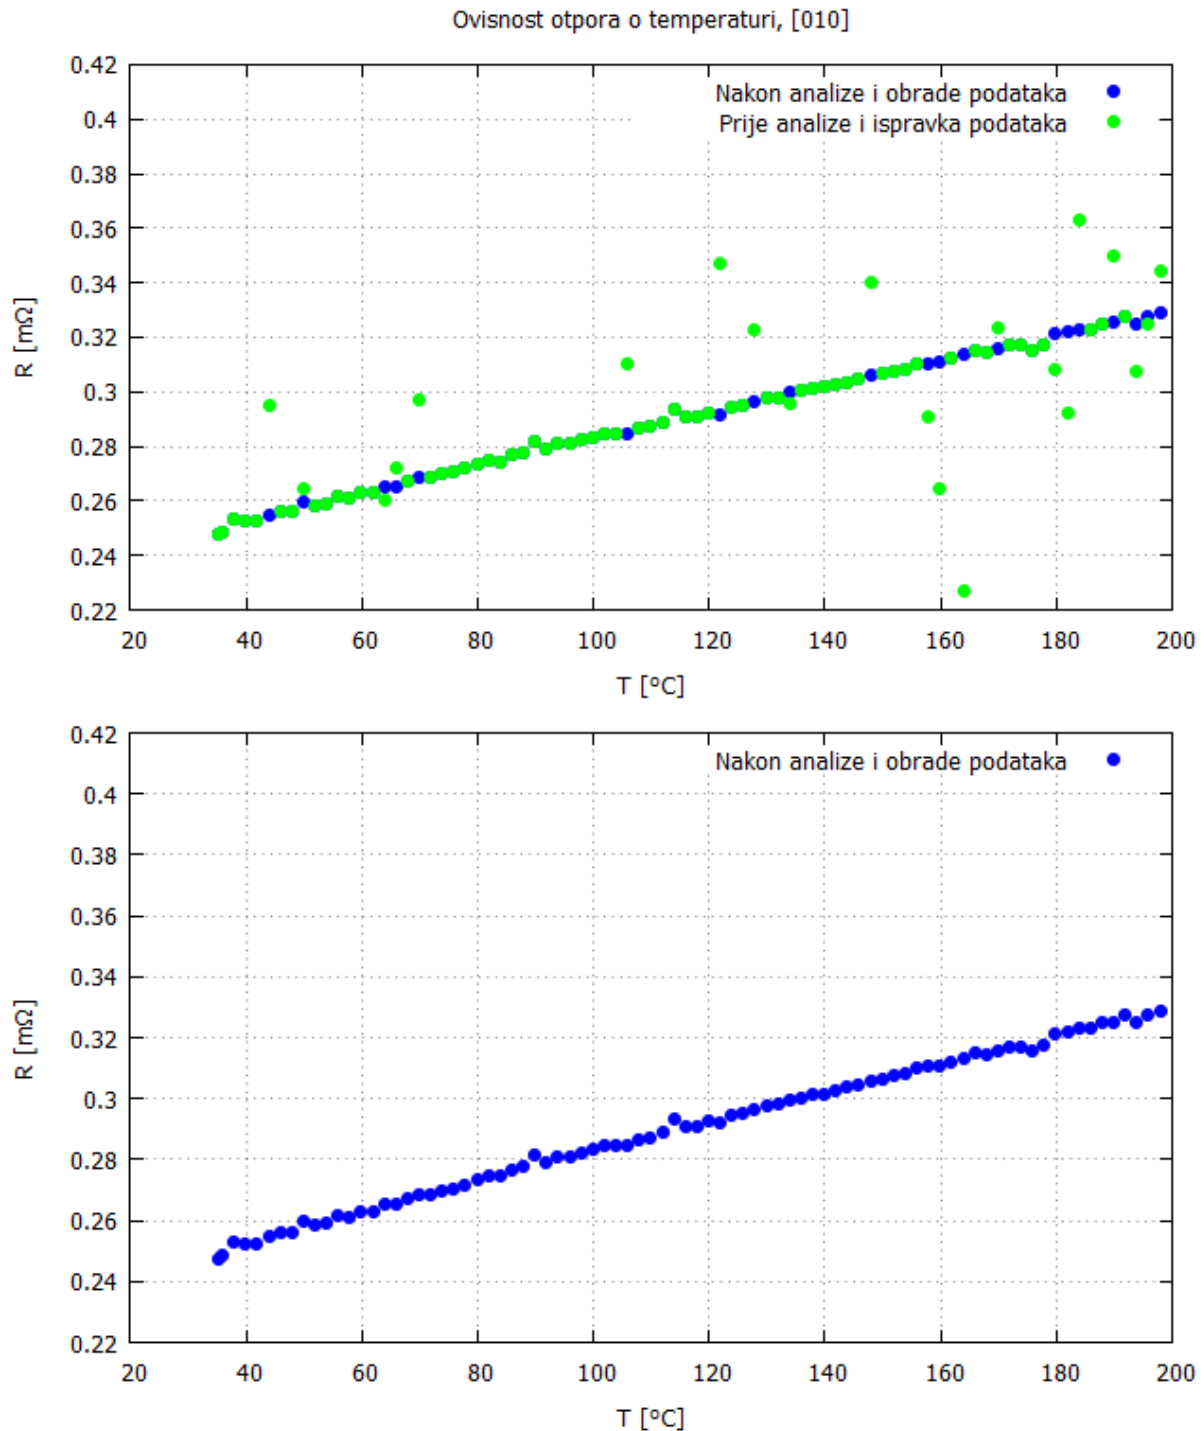 Ovisnost otpora o temperaturi, [010]
0.42
0.4
0.38
0.36
0.34
0.32
0.3
0.28
0.26
0.24
0.22
R [mΩ]
Nakon analize i obrade podataka
Prije analize i ispravka podataka
20 40 60 80 100 120 140 160 180 200
T [°C]
0.42
0.4
0.38
0.36
0.34
0.32
0.3
0.28
0.26
0.24
0.22
R [mΩ]
Nakon analize i obrade podataka
20 40 60 80 100 120 140 160 180 200
T [°C]